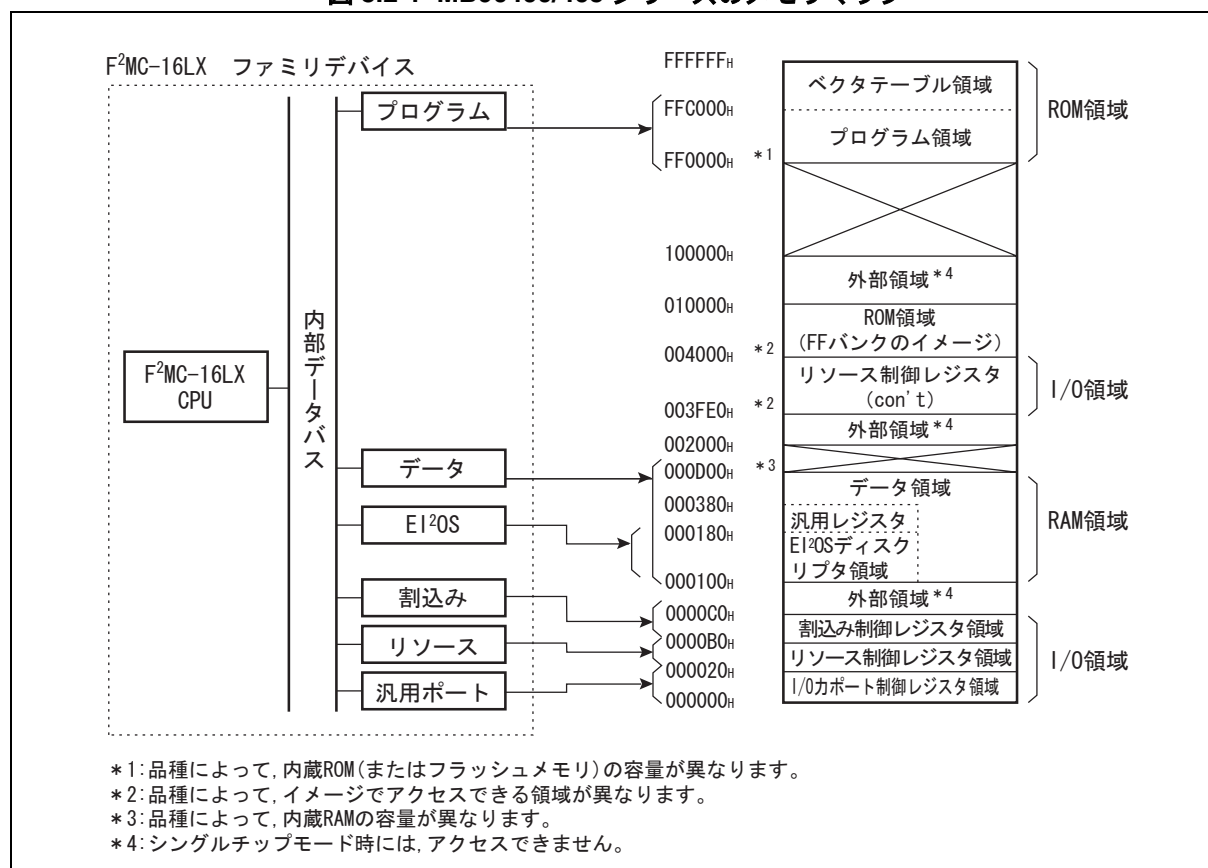 F²MC-16LX ファミリデバイス
プログラム
内部データバス
F²MC-16LX
CPU
データ
EI²OS
割込み
リソース
汎用ポート
FFFFFFH
FFC000H
FF0000H *1
100000H
010000H
004000H *2
003FE0H *2
002000H
000D00H *3
000380H
000180H
000100H
0000C0H
0000B0H
000020H
000000H
ベクタテーブル領域
プログラム領域
ROM領域
外部領域*4
ROM領域
(FFバンクのイメージ)
リソース制御レジスタ
(con't)
I/O領域
外部領域*4
データ領域
汎用レジスタ
EI²OSディスク
リプタ領域
RAM領域
外部領域*4
割込み制御レジスタ領域
リソース制御レジスタ領域
I/O力ポート制御レジスタ領域
I/O領域
*1:品種によって,内蔵ROM(またはフラッシュメモリ)の容量が異なります。
*2:品種によって,イメージでアクセスできる領域が異なります。
*3:品種によって,内蔵RAMの容量が異なります。
*4:シングルチップモード時には,アクセスできません。